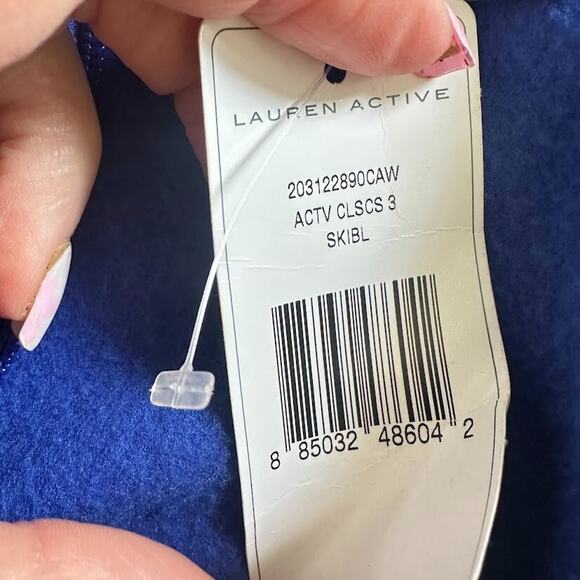 LAUREN ACTIVE
203122890CAW
ACTV CLSCS 3
SKIBL
8 85032 48604 2